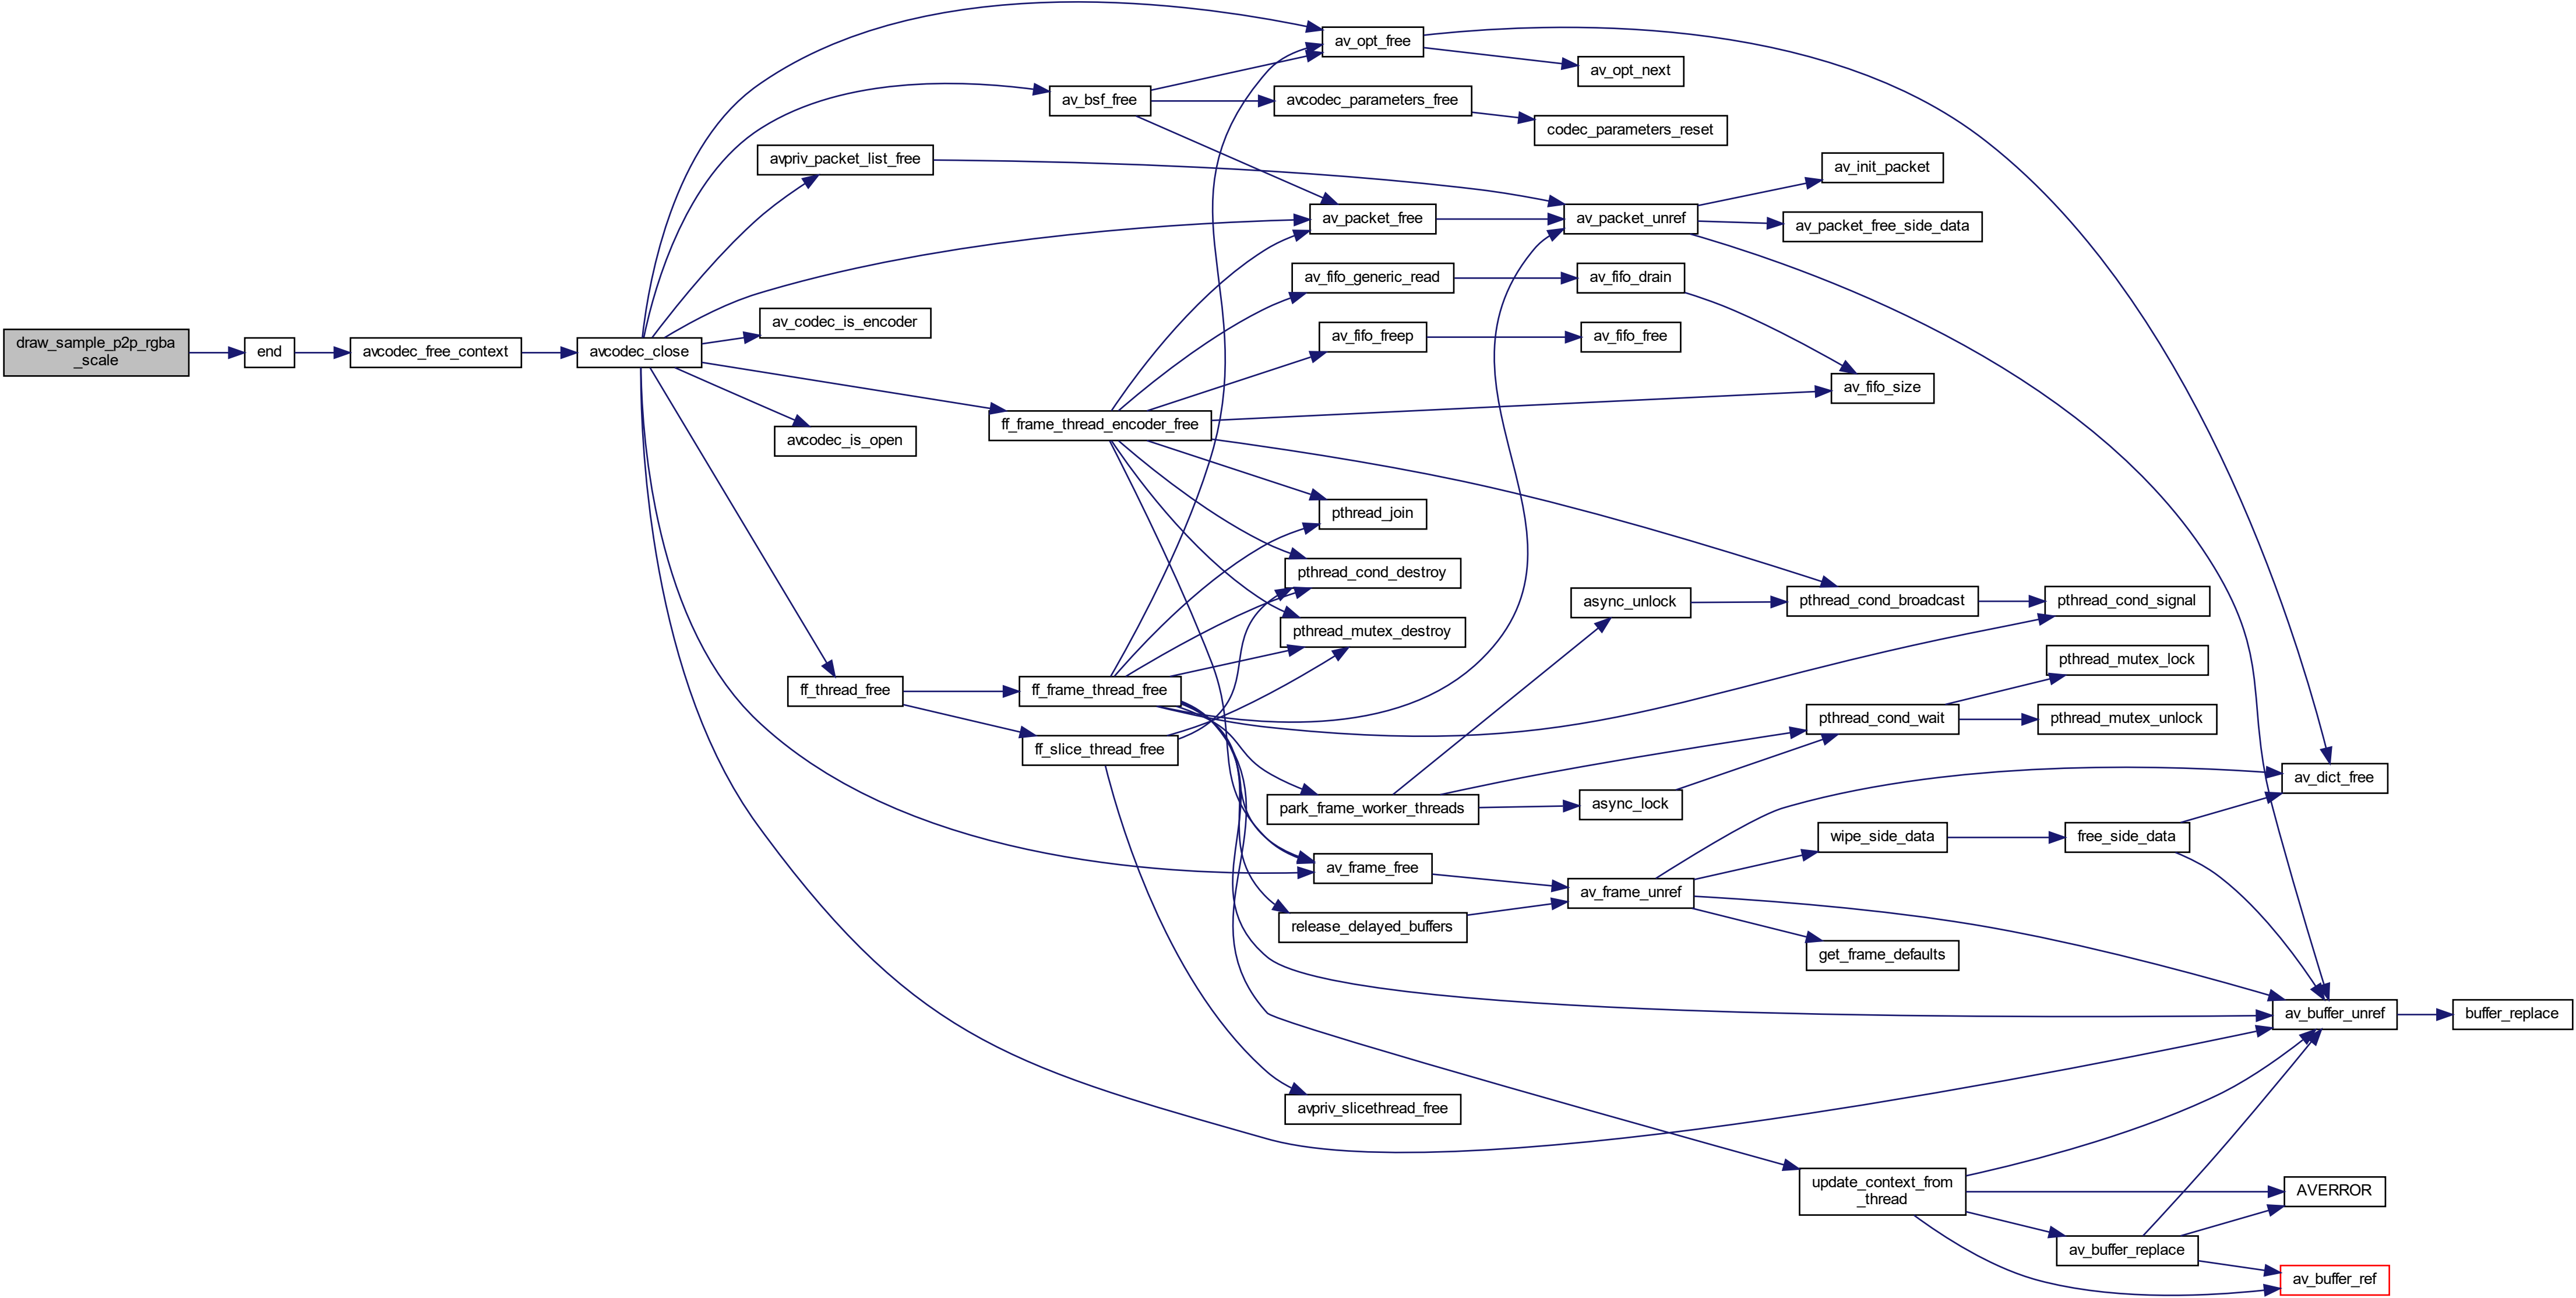 draw_sample_p2p_rgba
_scale
end
avcodec_free_context
avcodec_close
av_opt_free
av_opt_next
av_bsf_free
avcodec_parameters_free
codec_parameters_reset
avpriv_packet_list_free
av_init_packet
av_packet_free
av_packet_unref
av_packet_free_side_data
av_fifo_generic_read
av_fifo_drain
av_codec_is_encoder
av_fifo_freep
av_fifo_free
av_fifo_size
ff_frame_thread_encoder_free
avcodec_is_open
pthread_join
pthread_cond_destroy
async_unlock
pthread_cond_broadcast
pthread_cond_signal
pthread_mutex_destroy
pthread_mutex_lock
ff_thread_free
ff_frame_thread_free
pthread_cond_wait
pthread_mutex_unlock
ff_slice_thread_free
av_dict_free
park_frame_worker_threads
async_lock
wipe_side_data
free_side_data
av_frame_free
av_frame_unref
release_delayed_buffers
get_frame_defaults
av_buffer_unref
buffer_replace
avpriv_slicethread_free
update_context_from
_thread
AVERROR
av_buffer_replace
av_buffer_ref